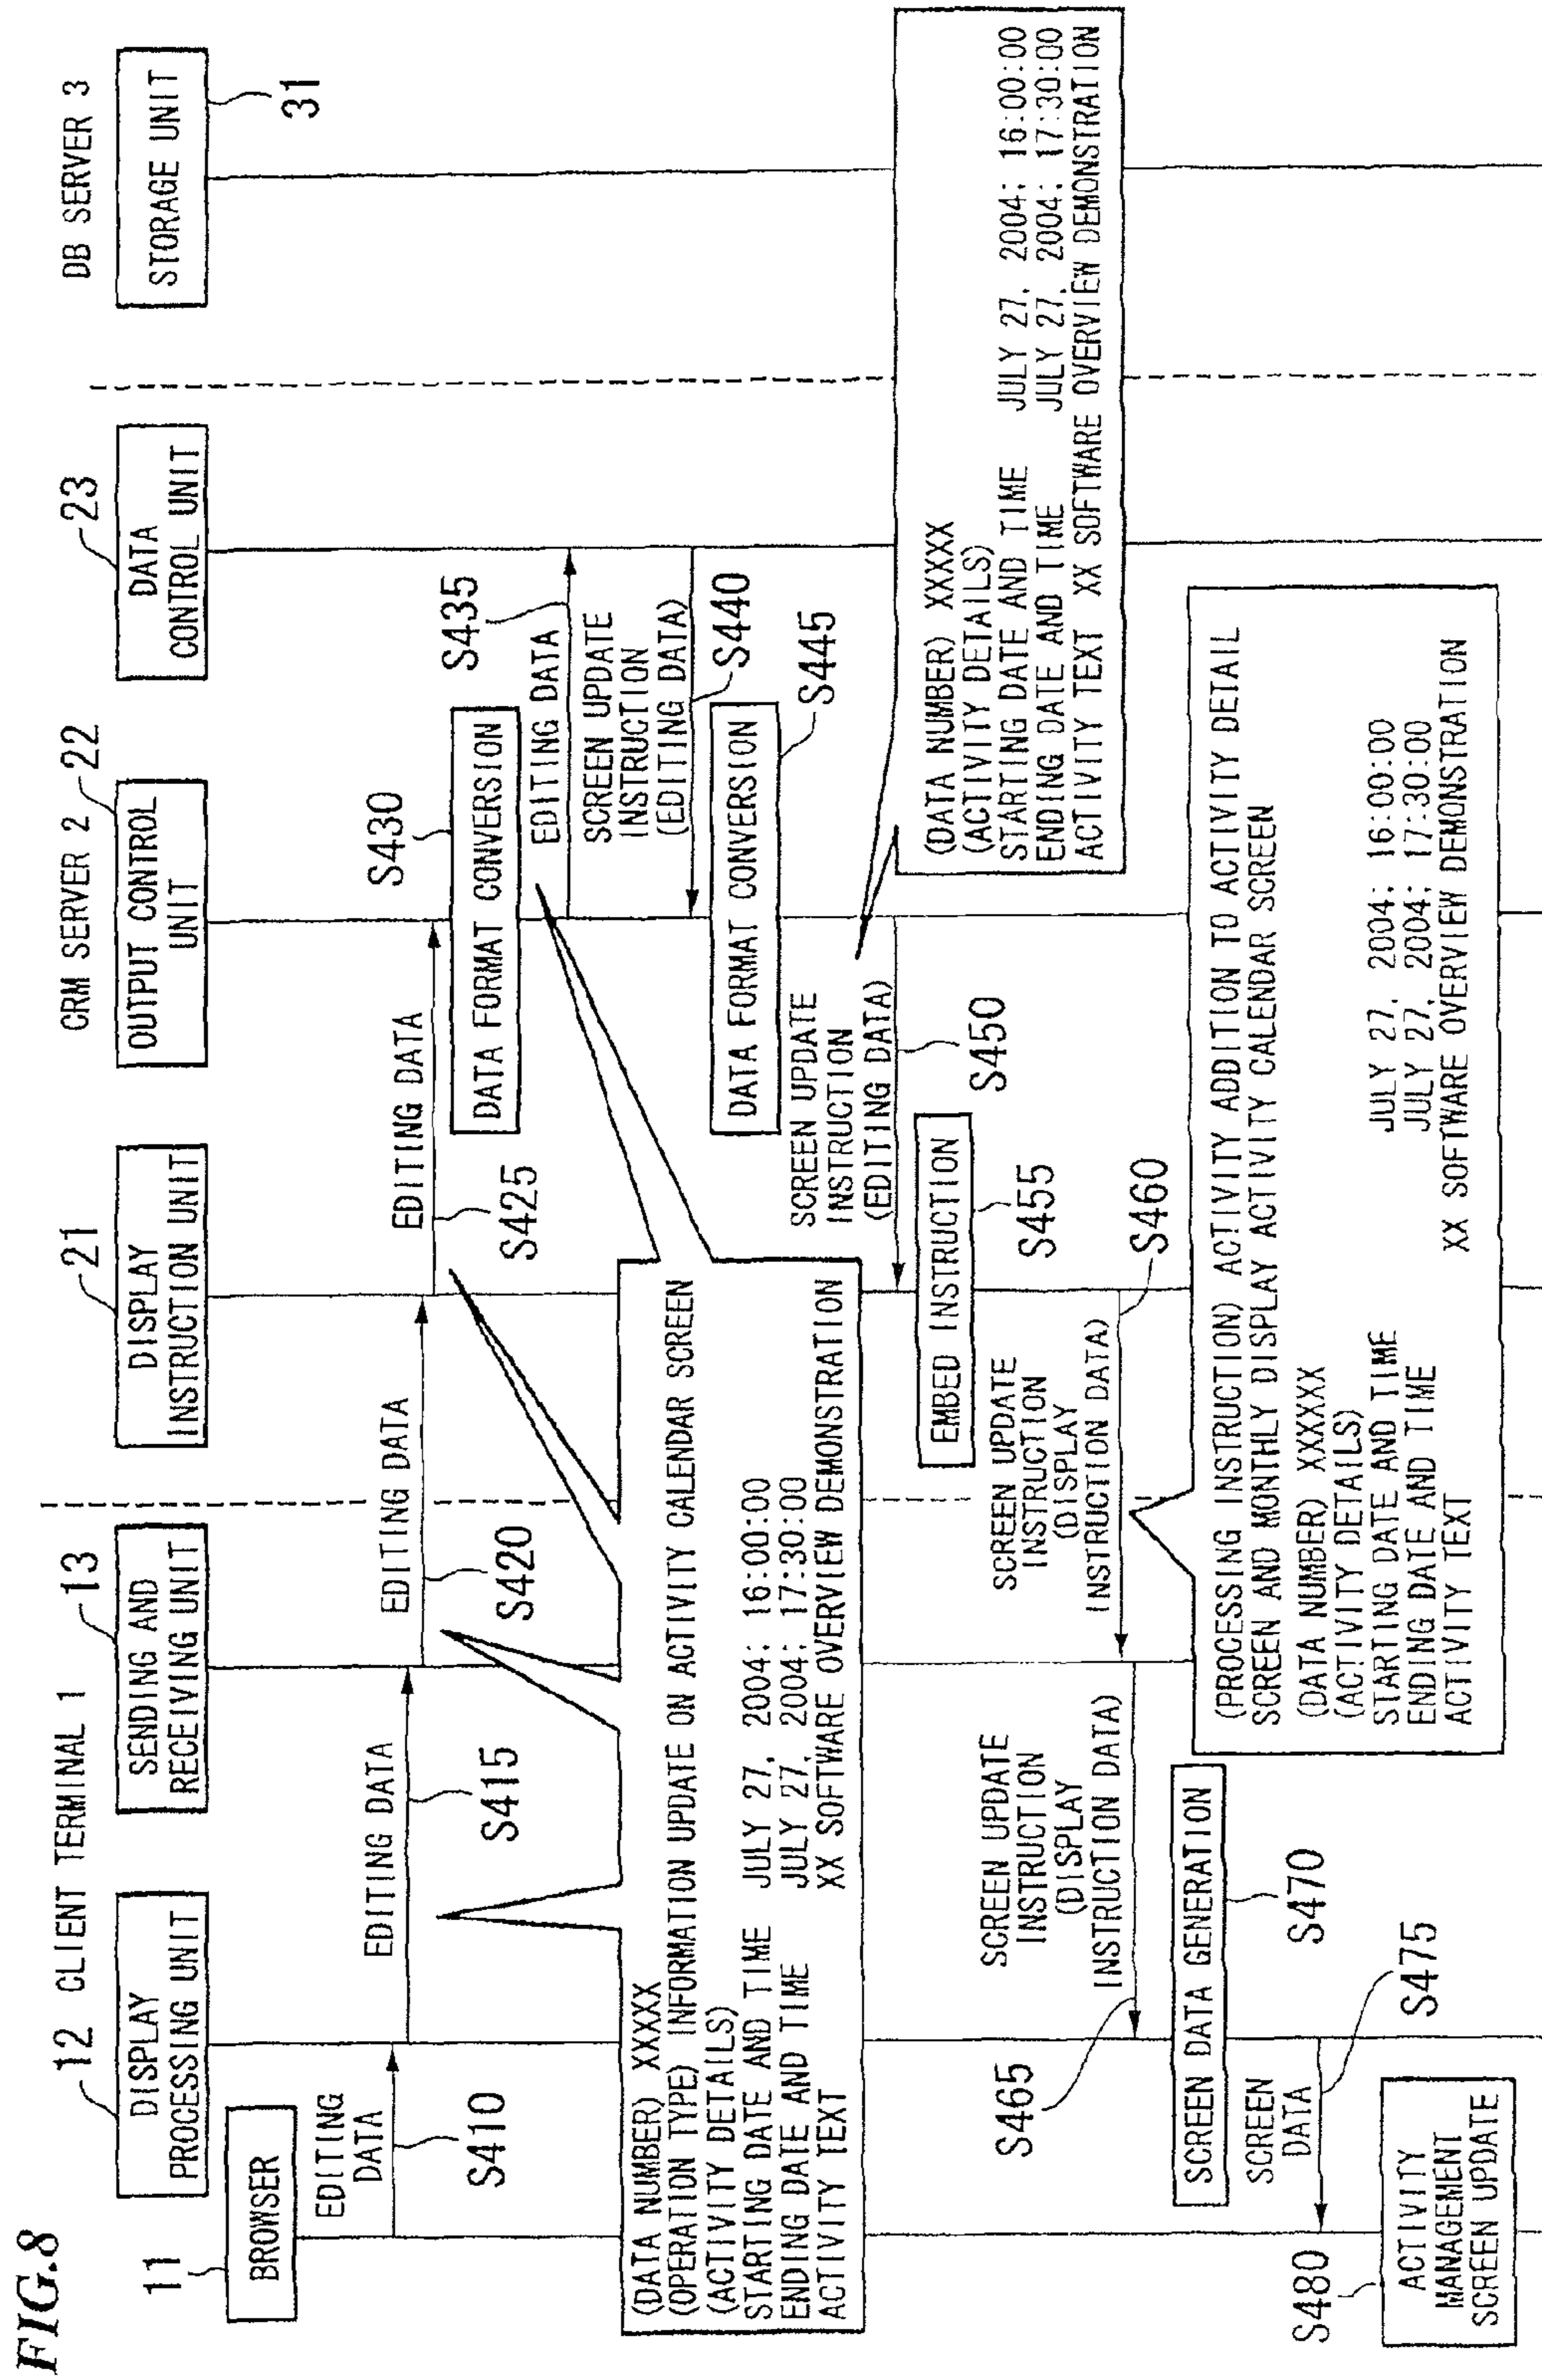 FIG.8
CLIENT TERMINAL 1
CRM SERVER 2
DB SERVER 3
11
BROWSER
12
DISPLAY
PROCESSING UNIT
13
SENDING AND
RECEIVING UNIT
21
DISPLAY
INSTRUCTION UNIT
22
OUTPUT CONTROL
UNIT
23
DATA
CONTROL UNIT
STORAGE UNIT
31
EDITING
DATA
S410
EDITING DATA
S415
EDITING DATA
S420
EDITING DATA
S425
S430
DATA FORMAT CONVERSION
EDITING DATA
S435
SCREEN UPDATE
INSTRUCTION
(EDITING DATA)
S440
DATA FORMAT CONVERSION
S445
(DATA NUMBER) XXXXX
(OPERATION TYPE) INFORMATION UPDATE ON ACTIVITY CALENDAR SCREEN
(ACTIVITY DETAILS)
STARTING DATE AND TIME JULY 27, 2004; 16:00:00
ENDING DATE AND TIME JULY 27, 2004; 17:30:00
ACTIVITY TEXT XX SOFTWARE OVERVIEW DEMONSTRATION
SCREEN UPDATE
INSTRUCTION
(EDITING DATA)
S450
(DATA NUMBER) XXXXX
(ACTIVITY DETAILS)
STARTING DATE AND TIME JULY 27, 2004; 16:00:00
ENDING DATE AND TIME JULY 27, 2004; 17:30:00
ACTIVITY TEXT XX SOFTWARE OVERVIEW DEMONSTRATION
EMBED INSTRUCTION
S455
SCREEN UPDATE
INSTRUCTION
(DISPLAY
INSTRUCTION DATA)
S460
SCREEN UPDATE
INSTRUCTION
(DISPLAY
INSTRUCTION DATA)
S465
(PROCESSING INSTRUCTION) ACTIVITY ADDITION TO ACTIVITY DETAIL
SCREEN AND MONTHLY DISPLAY ACTIVITY CALENDAR SCREEN
(DATA NUMBER) XXXXXX
(ACTIVITY DETAILS)
STARTING DATE AND TIME JULY 27, 2004; 16:00:00
ENDING DATE AND TIME JULY 27, 2004; 17:30:00
ACTIVITY TEXT XX SOFTWARE OVERVIEW DEMONSTRATION
SCREEN DATA GENERATION
S470
SCREEN
DATA
S475
S480
ACTIVITY
MANAGEMENT
SCREEN UPDATE